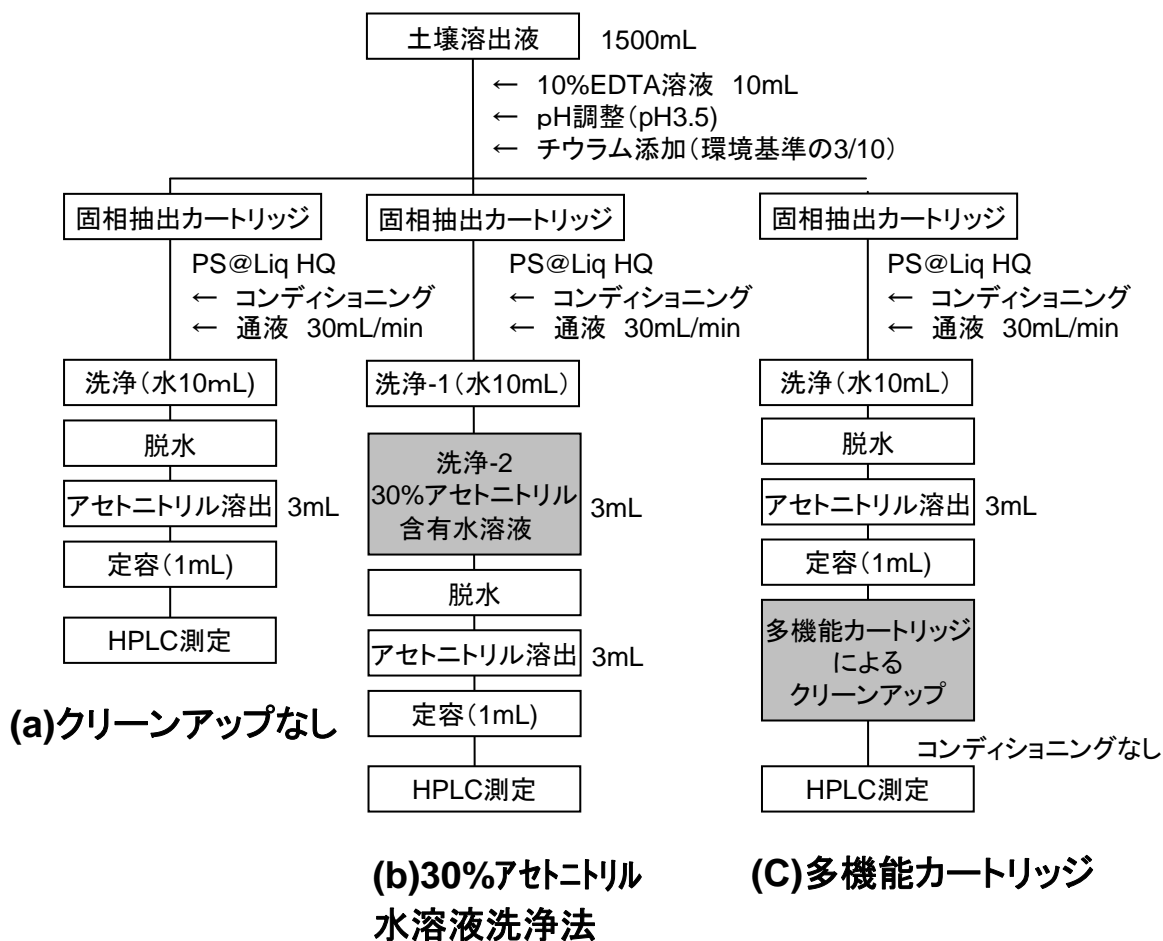 土壌溶出液 1500mL
← 10%EDTA溶液 10mL
← pH調整(pH3.5)
← チウラム添加(環境基準の3/10)
固相抽出カートリッジ
PS@Liq HQ
← コンディショニング
← 通液 30mL/min
洗浄(水10mL)
脱水
アセトニトリル溶出 3mL
定容(1mL)
HPLC測定
(a)クリーンアップなし
固相抽出カートリッジ
PS@Liq HQ
← コンディショニング
← 通液 30mL/min
洗浄-1(水10mL)
洗浄-2
30%アセトニトリル
含有水溶液 3mL
脱水
アセトニトリル溶出 3mL
定容(1mL)
HPLC測定
(b)30%アセトニトリル
水溶液洗浄法
固相抽出カートリッジ
PS@Liq HQ
← コンディショニング
← 通液 30mL/min
洗浄(水10mL)
脱水
アセトニトリル溶出 3mL
定容(1mL)
多機能カートリッジ
による
クリーンアップ
コンディショニングなし
HPLC測定
(C)多機能カートリッジ